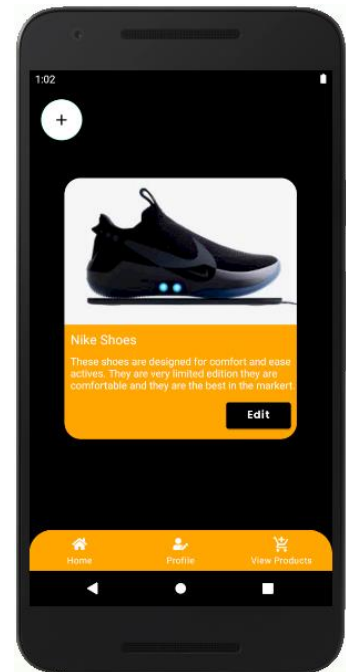 1:02
+
Nike Shoes
These shoes are designed for comfort and ease
actives. They are very limited edition they are
comfortable and they are the best in the markert.
Edit
Home Profile View Products